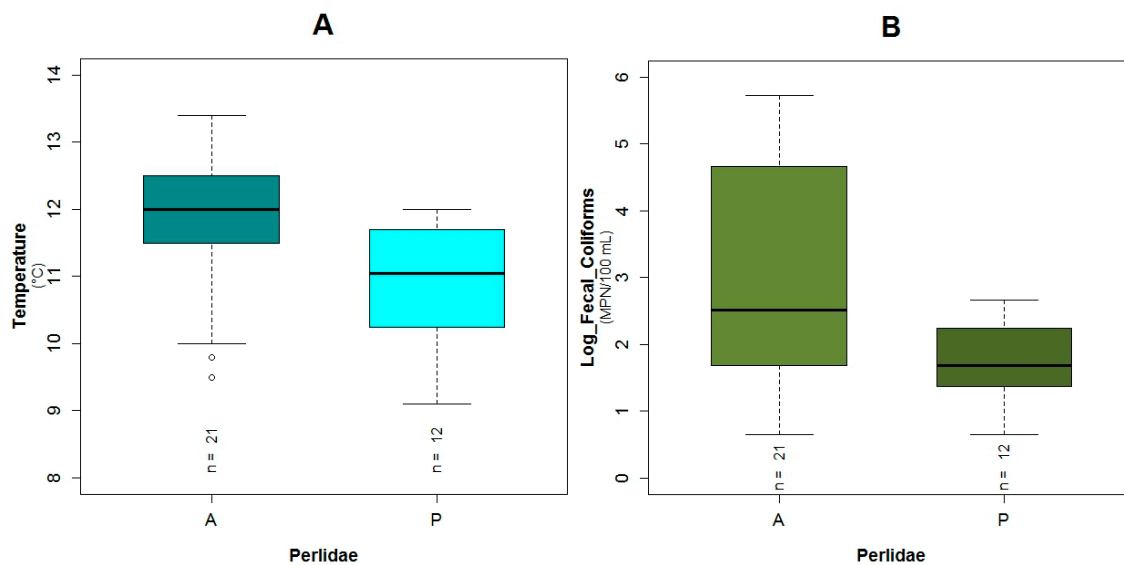 A
Temperature
(°C)
14
13
12
11
10
9
8
n = 21
n = 12
A
P
Perlidae
B
Log_Fecal_Coliforms
(MPN/100 mL)
6
5
4
3
2
1
0
n = 21
n = 12
A
P
Perlidae